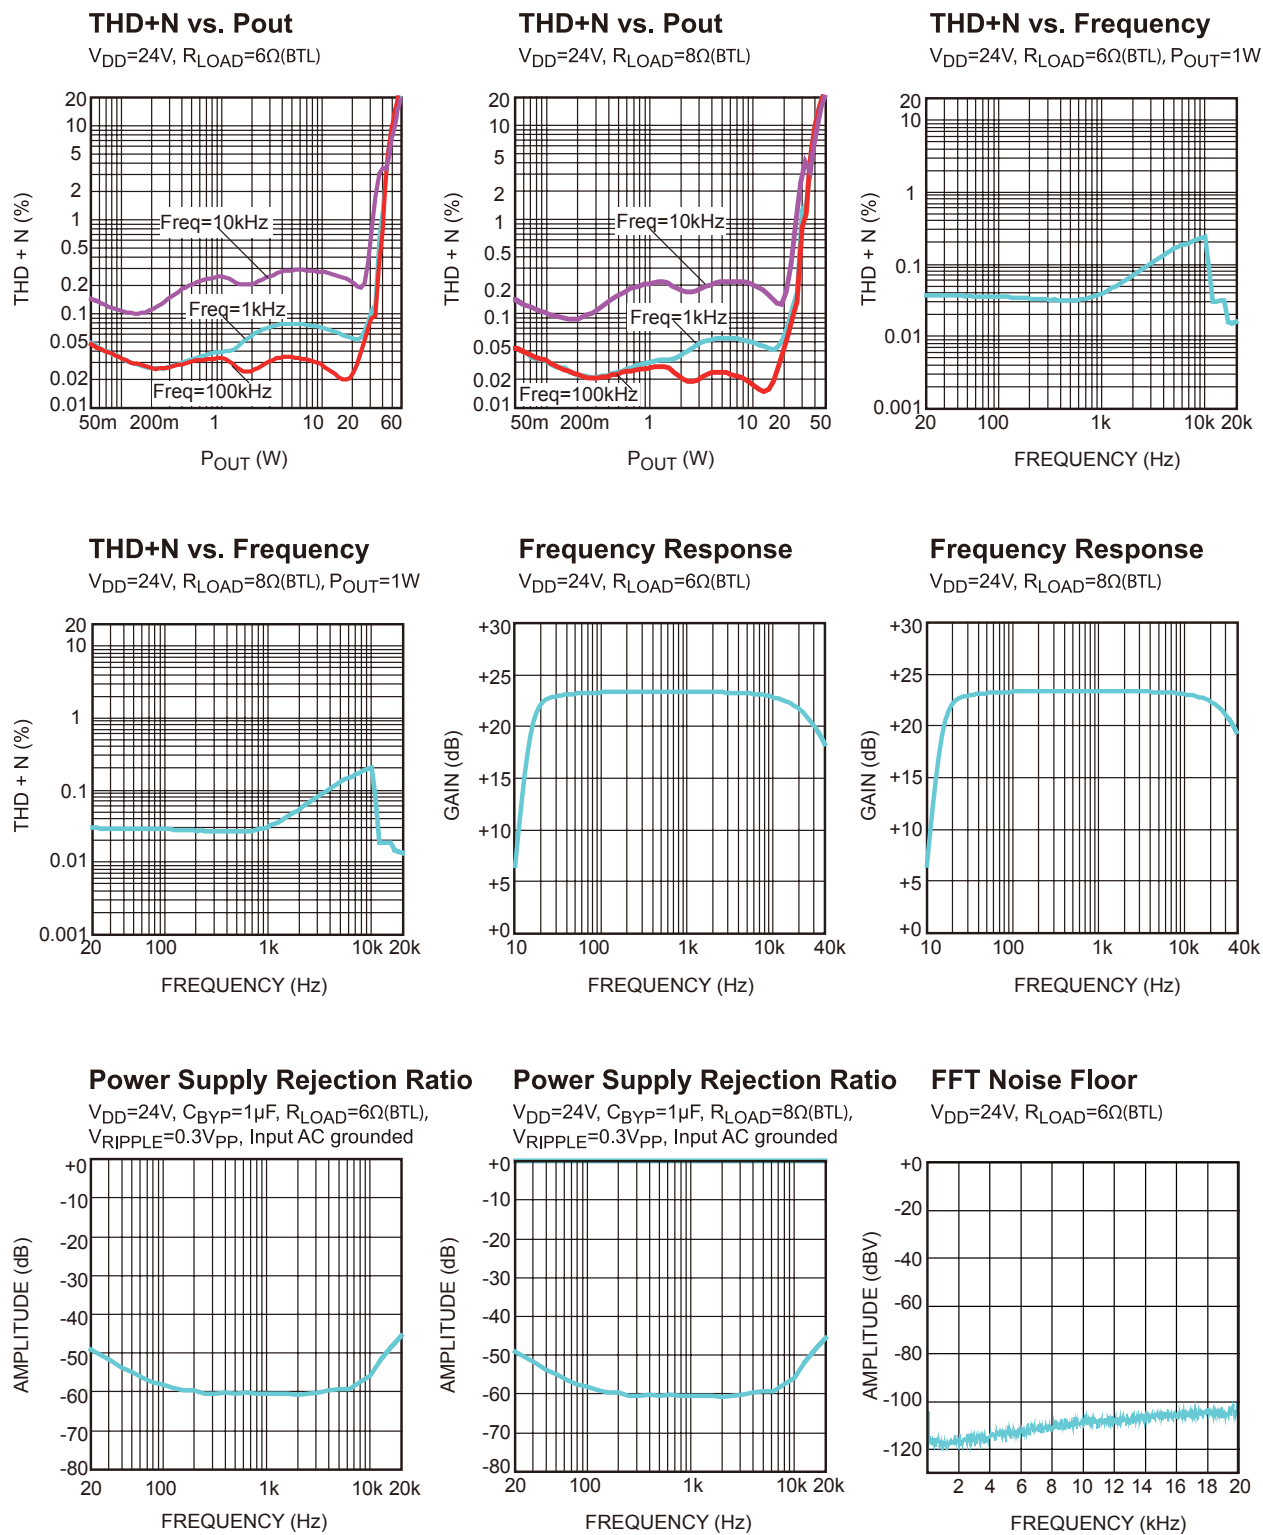 THD+N vs. Pout
VDD=24V, RLOAD=6Ω(BTL)
20
10
5
2
1
0.5
0.2
0.1
0.05
0.02
0.01
THD + N (%)
Freq=10kHz
Freq=1kHz
Freq=100kHz
50m 200m 1 10 20 60
POUT (W)
THD+N vs. Pout
VDD=24V, RLOAD=8Ω(BTL)
20
10
5
2
1
0.5
0.2
0.1
0.05
0.02
0.01
THD + N (%)
Freq=10kHz
Freq=1kHz
Freq=100kHz
50m 200m 1 10 20 50
POUT (W)
THD+N vs. Frequency
VDD=24V, RLOAD=6Ω(BTL), POUT=1W
20
10
1
0.1
0.01
0.001
THD + N (%)
20 100 1k 10k 20k
FREQUENCY (Hz)
THD+N vs. Frequency
VDD=24V, RLOAD=8Ω(BTL), POUT=1W
20
10
1
0.1
0.01
0.001
THD + N (%)
20 100 1k 10k 20k
FREQUENCY (Hz)
Frequency Response
VDD=24V, RLOAD=6Ω(BTL)
+30
+25
+20
+15
+10
+5
+0
GAIN (dB)
10 100 1k 10k 40k
FREQUENCY (Hz)
Frequency Response
VDD=24V, RLOAD=8Ω(BTL)
+30
+25
+20
+15
+10
+5
+0
GAIN (dB)
10 100 1k 10k 40k
FREQUENCY (Hz)
Power Supply Rejection Ratio
VDD=24V, CBYP=1µF, RLOAD=6Ω(BTL),
VRIPPLE=0.3VPP, Input AC grounded
+0
-10
-20
-30
-40
-50
-60
-70
-80
AMPLITUDE (dB)
20 100 1k 10k 20k
FREQUENCY (Hz)
Power Supply Rejection Ratio
VDD=24V, CBYP=1µF, RLOAD=8Ω(BTL),
VRIPPLE=0.3VPP, Input AC grounded
+0
-10
-20
-30
-40
-50
-60
-70
-80
AMPLITUDE (dB)
20 100 1k 10k 20k
FREQUENCY (Hz)
FFT Noise Floor
VDD=24V, RLOAD=6Ω(BTL)
+0
-20
-40
-60
-80
-100
-120
AMPLITUDE (dBV)
2 4 6 8 10 12 14 16 18 20
FREQUENCY (kHz)